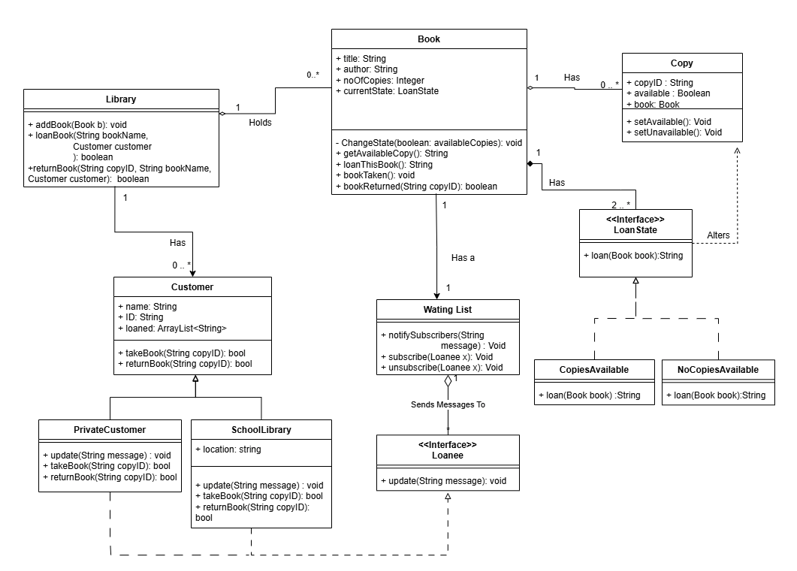 Book
+ title: String
+ author: String
+ noOfCopies: Integer
+ currentState: LoanState
- ChangeState(boolean: availableCopies): void
+ getAvailableCopy(): String
+ loanThisBook(): String
+ bookTaken(): void
+ bookReturned(String copyID): boolean
Copy
+ copyID : String
+ available : Boolean
+ book: Book
+ setAvailable(): Void
+ setUnavailable(): Void
1
Has
0..*
Library
+ addBook(Book b): void
+ loanBook(String bookName,
Customer customer
): boolean
+returnBook(String copyID, String bookName,
Customer customer): boolean
1
Holds
0..*
1
Has
2 .. *
<<Interface>>
LoanState
+ loan(Book book):String
Alters
1
Has
0 .. *
1
Has a
1
Customer
+ name: String
+ ID: String
+ loaned: ArrayList<String>
+takeBook(String copyID): bool
+returnBook(String copyID): bool
Wating List
+ notifySubscribers(String
message) : Void
+ subscribe(Loanee x): Void
+ unsubscribe(Loanee x): Void
CopiesAvailable
+ loan(Book book) :String
NoCopiesAvailable
+ loan(Book book):String
1
Sends Messages To
*
PrivateCustomer
+ update(String message) : void
+ takeBook(String copyID): bool
+ returnBook(String copyID): bool
SchoolLibrary
+ location: string
+ update(String message) : void
+ takeBook(String copyID): bool
+ returnBook(String copyID):
bool
<<Interface>>
Loanee
+ update(String message): void